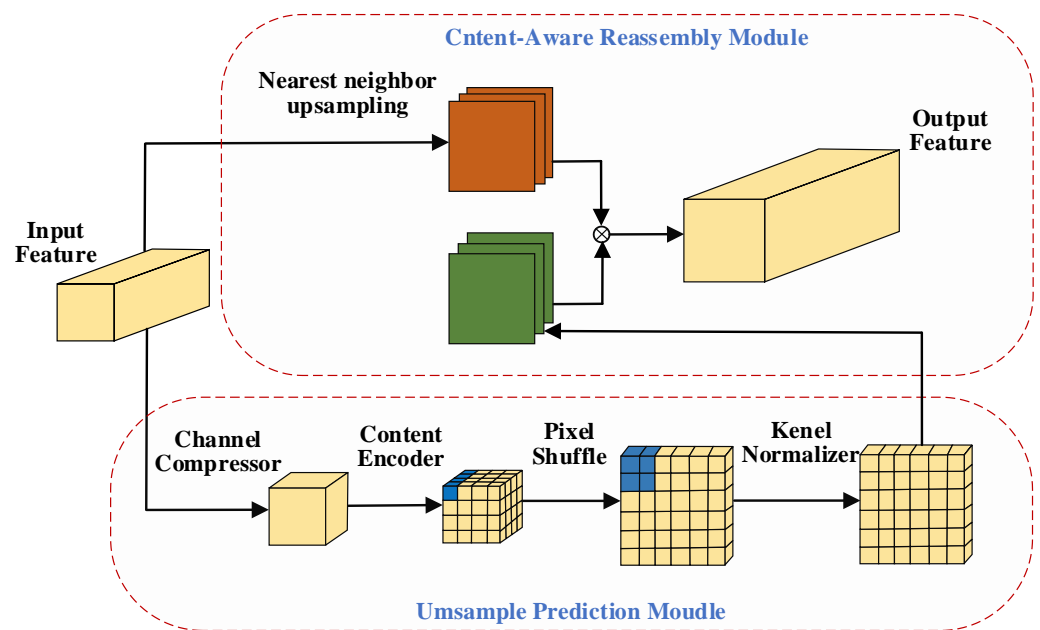 Cntent-Aware Reassembly Module
Nearest neighbor
upsampling
Output
Feature
Input
Feature
Channel
Compressor
Content
Encoder
Pixel
Shuffle
Kenel
Normalizer
Umsample Prediction Moudle